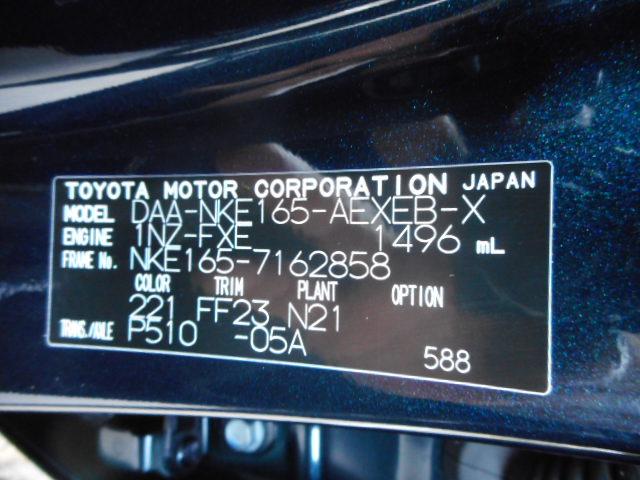 TOYOTA MOTOR CORPORATION JAPAN
MODEL DAA-NKE165-AEXEB-X
ENGINE 1NZ-FXE 1496 mL
FRAME No. NKE165-7162858
COLOR TRIM PLANT OPTION
221 FF23 N21
TRANS./AXLE P510 -05A
588